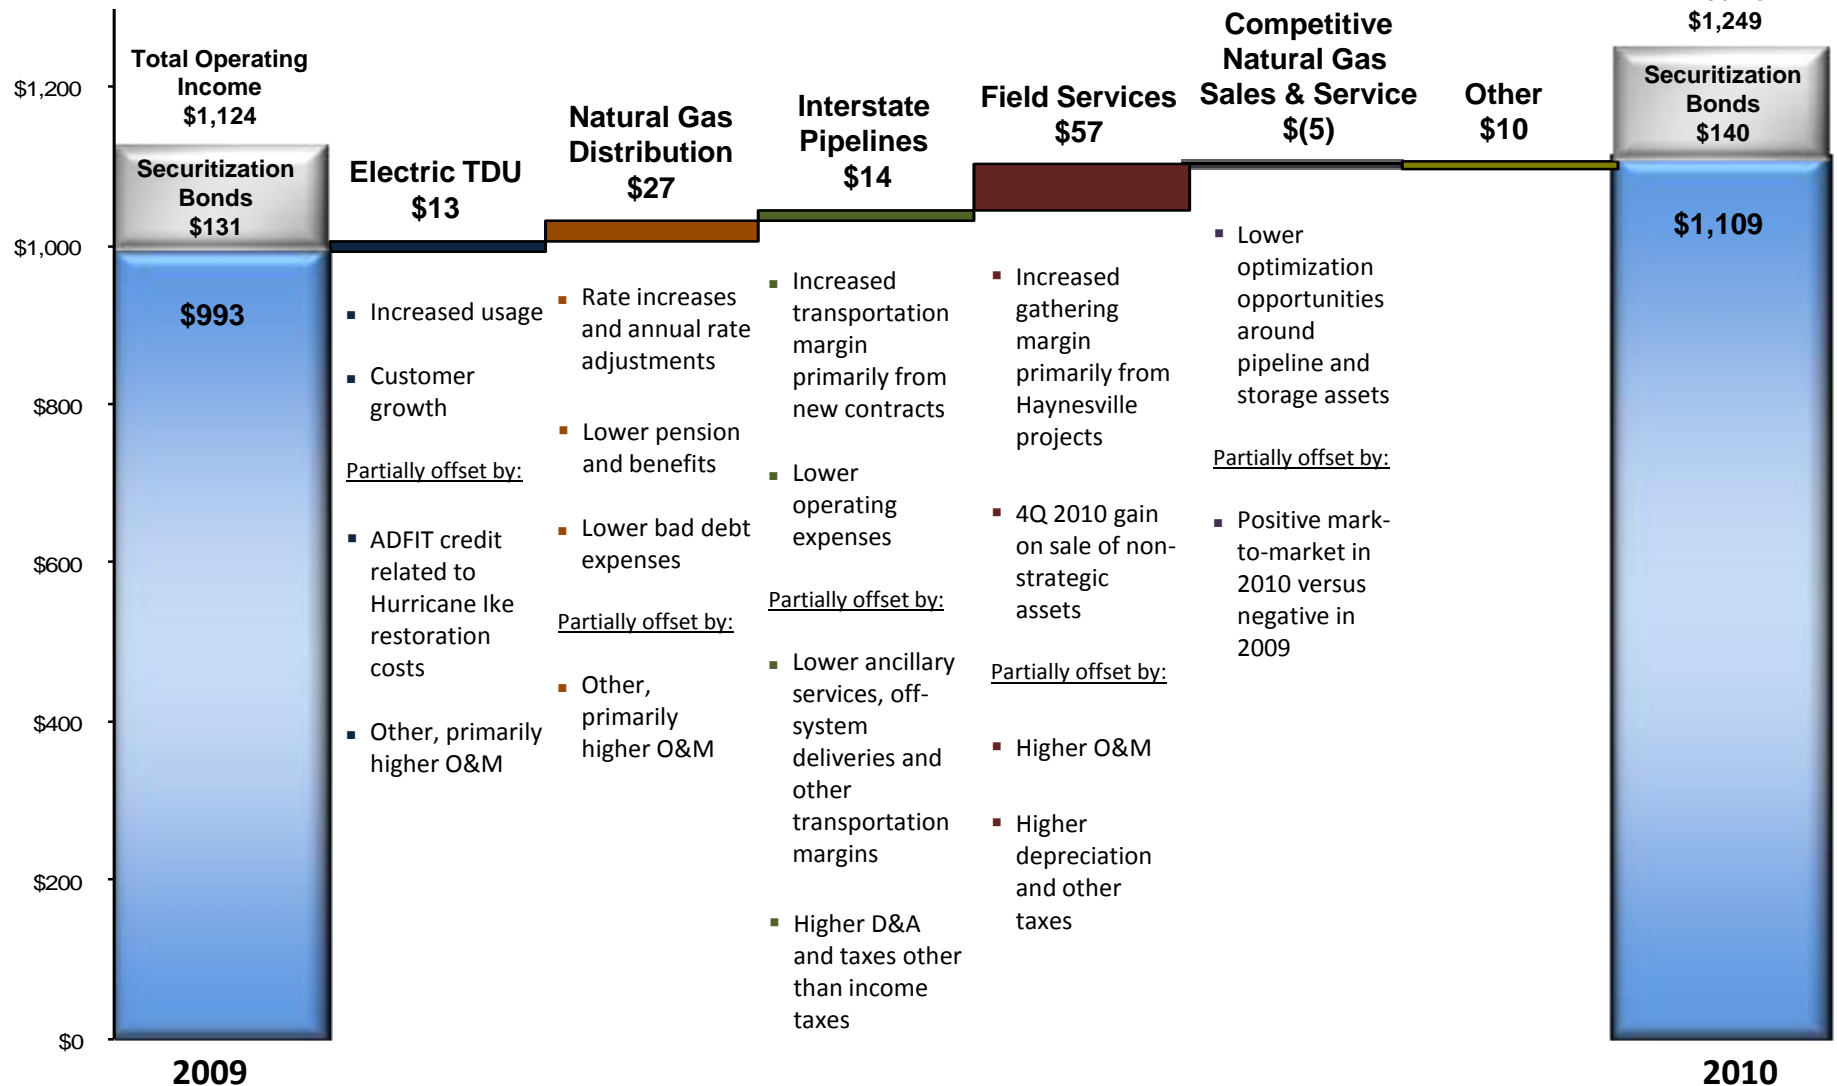 $1,200
$1,000
$800
$600
$400
$200
$0
Total Operating
Income
$1,124
Securitization
Bonds
$131
$993
2009
Electric TDU
$13
▪ Increased usage
▪ Customer
growth
Partially offset by:
▪ ADFIT credit
related to
Hurricane Ike
restoration
costs
▪ Other, primarily
higher O&M
Natural Gas
Distribution
$27
▪ Rate increases
and annual rate
adjustments
▪ Lower pension
and benefits
▪ Lower bad debt
expenses
Partially offset by:
▪ Other,
primarily
higher O&M
Interstate
Pipelines
$14
▪ Increased
transportation
margin
primarily from
new contracts
▪ Lower
operating
expenses
Partially offset by:
▪ Lower ancillary
services, off-
system
deliveries and
other
transportation
margins
▪ Higher D&A
and taxes other
than income
taxes
Field Services
$57
▪ Increased
gathering
margin
primarily from
Haynesville
projects
▪ 4Q 2010 gain
on sale of non-
strategic
assets
Partially offset by:
▪ Higher O&M
▪ Higher
depreciation
and other
taxes
Competitive
Natural Gas
Sales & Service
$(5)
▪ Lower
optimization
opportunities
around
pipeline and
storage assets
Partially offset by:
▪ Positive mark-
to-market in
2010 versus
negative in
2009
Other
$10
$1,249
Securitization
Bonds
$140
$1,109
2010